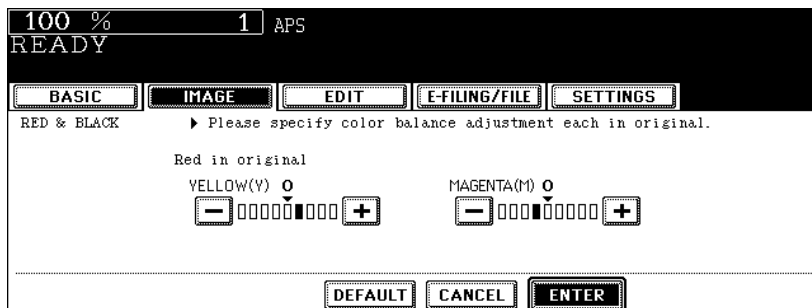 100 % 1 APS
READY
BASIC IMAGE EDIT E-FILING/FILE SETTINGS
RED & BLACK Please specify color balance adjustment each in original.
Red in original
YELLOW(Y) 0 MAGENTA(M) 0
− + − +
DEFAULT CANCEL ENTER